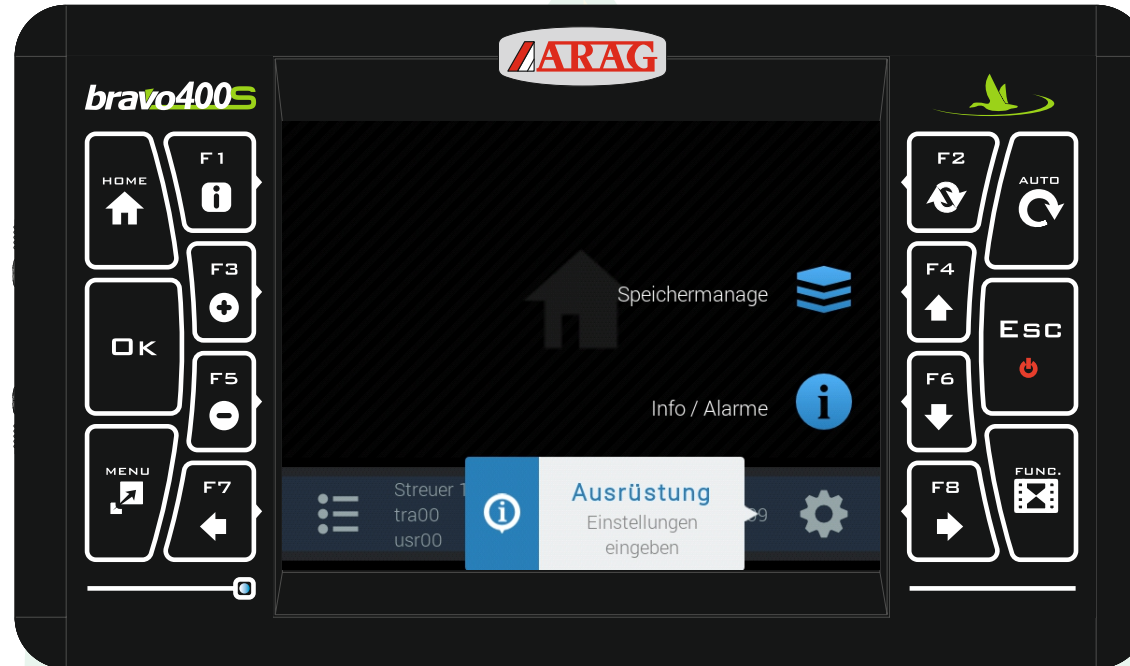 ARAG
bravo400S
HOME
F1
F3
OK
F5
MENU
F7
Speichermanage
Info / Alarme
Streuer 1
tra00
usr00
Ausrüstung
Einstellungen
eingeben
9
F2
AUTO
F4
ESC
F6
FUNC.
F8